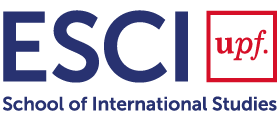 ESCI upf.
School of International Studies